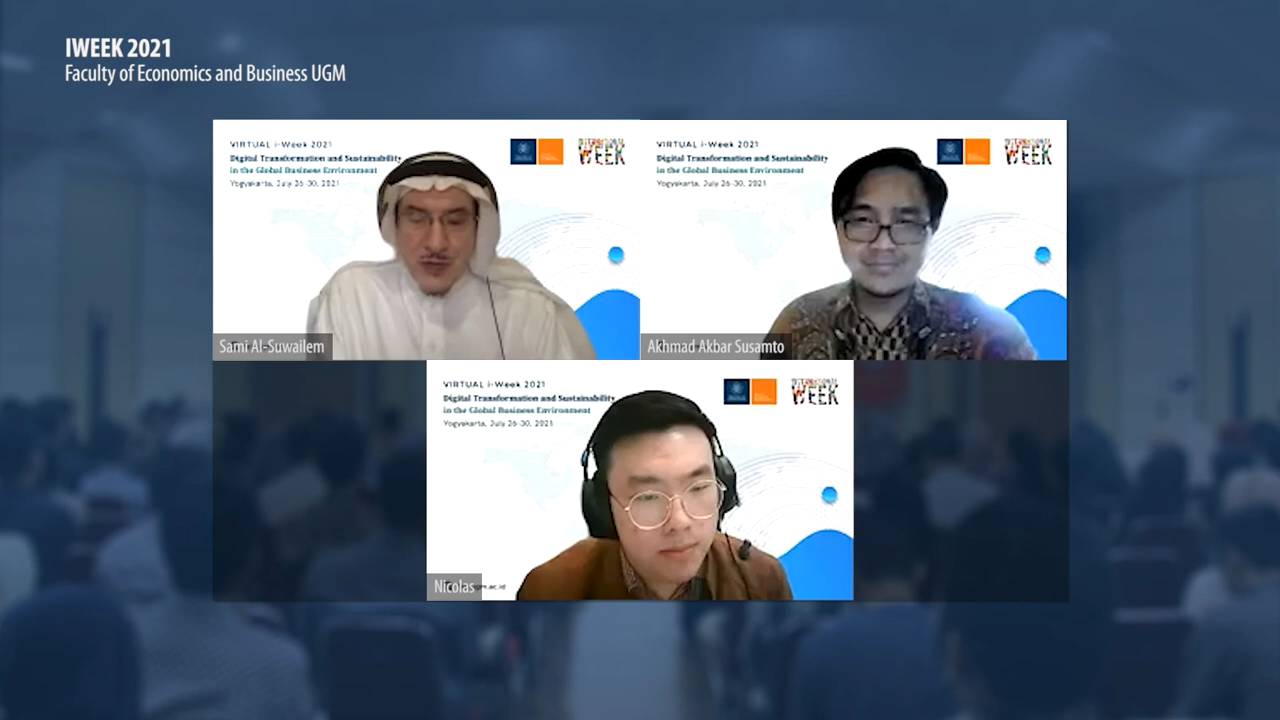 IWEEK 2021
Faculty of Economics and Business UGM
VIRTUAL i-Week 2021
Digital Transformation and Sustainability
in the Global Business Environment
Yogyakarta, July 26-30, 2021
INTERNATIONAL
WEEK
Sami Al-Suwailem
VIRTUAL i-Week 2021
Digital Transformation and Sustainability
in the Global Business Environment
Yogyakarta, July 26-30, 2021
INTERNATIONAL
WEEK
Akhmad Akbar Susamto
VIRTUAL i-Week 2021
Digital Transformation and Sustainability
in the Global Business Environment
Yogyakarta, July 26-30, 2021
INTERNATIONAL
WEEK
Nicolas